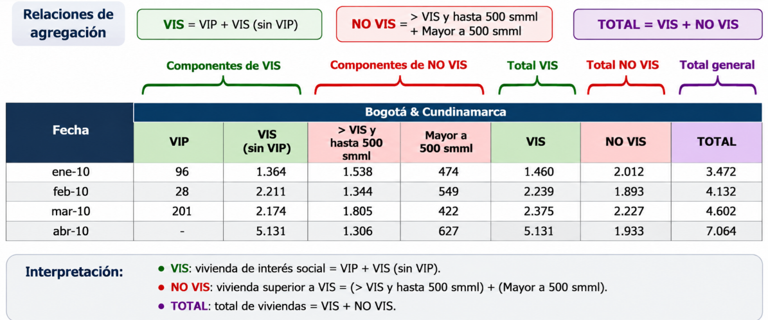 Relaciones de agregación
VIS = VIP + VIS (sin VIP)
NO VIS = > VIS y hasta 500 smml + Mayor a 500 smml
TOTAL = VIS + NO VIS
Componentes de VIS
Componentes de NO VIS
Total VIS
Total NO VIS
Total general
Fecha
Bogotá & Cundinamarca
VIP
VIS (sin VIP)
> VIS y hasta 500 smml
Mayor a 500 smml
VIS
NO VIS
TOTAL
ene-10 96 1.364 1.538 474 1.460 2.012 3.472
feb-10 28 2.211 1.344 549 2.239 1.893 4.132
mar-10 201 2.174 1.805 422 2.375 2.227 4.602
abr-10 - 5.131 1.306 627 5.131 1.933 7.064
Interpretación:
• VIS: vivienda de interés social = VIP + VIS (sin VIP).
• NO VIS: vivienda superior a VIS = (> VIS y hasta 500 smml) + (Mayor a 500 smml).
• TOTAL: total de viviendas = VIS + NO VIS.